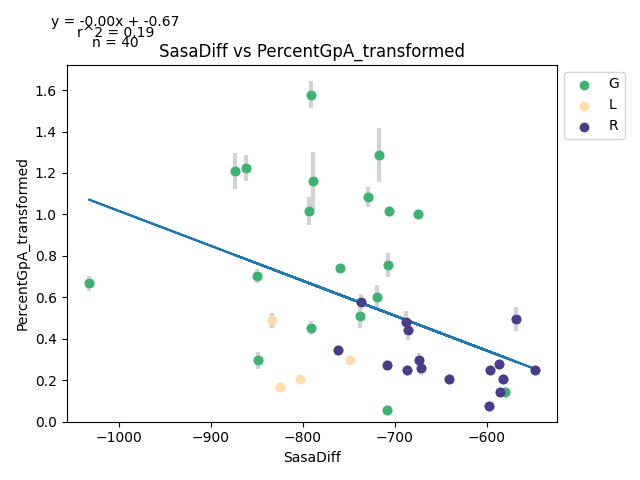 y = -0.00x + -0.67
r^2 = 0.19
n = 40
SasaDiff vs PercentGpA_transformed
G
L
R
PercentGpA_transformed
1.6
1.4
1.2
1.0
0.8
0.6
0.4
0.2
0.0
−1000 −900 −800 −700 −600
SasaDiff